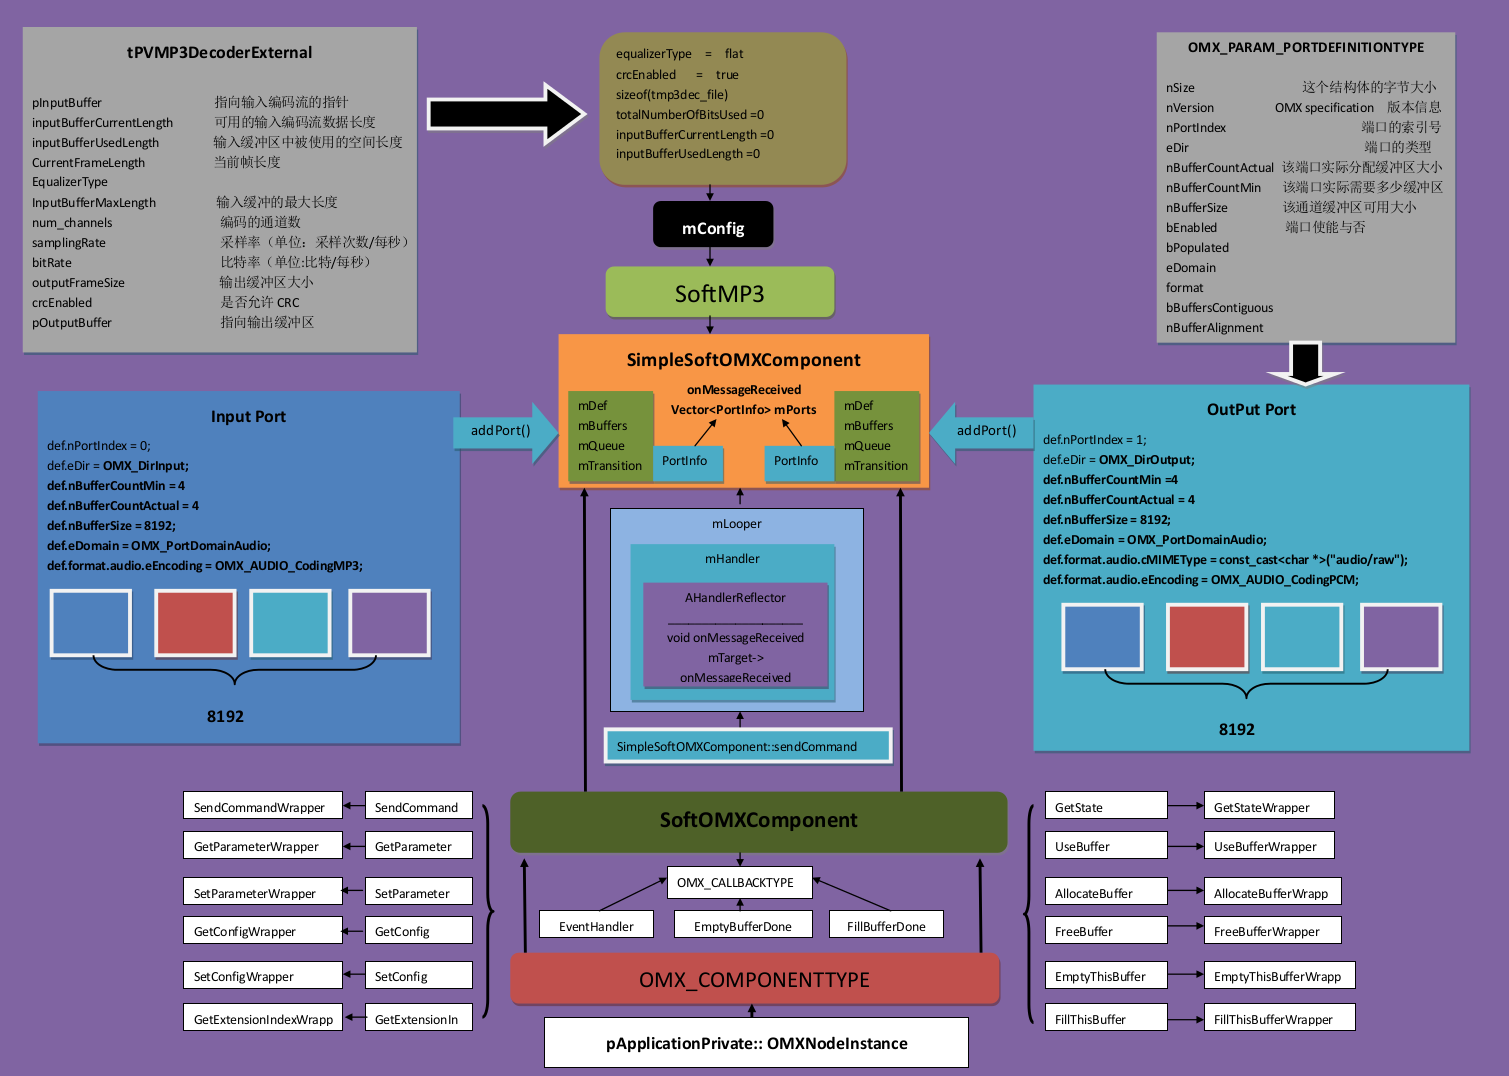 tPVMP3DecoderExternal
pInputBuffer 指向输入编码流的指针
inputBufferCurrentLength 可用的输入编码流数据长度
inputBufferUsedLength 输入缓冲区中被使用的空间长度
CurrentFrameLength 当前帧长度
EqualizerType
InputBufferMaxLength 输入缓冲的最大长度
num_channels 编码的通道数
samplingRate 采样率（单位：采样次数/每秒）
bitRate 比特率（单位:比特/每秒）
outputFrameSize 输出缓冲区大小
crcEnabled 是否允许 CRC
pOutputBuffer 指向输出缓冲区
equalizerType = flat
crcEnabled = true
sizeof(tmp3dec_file)
totalNumberOfBitsUsed =0
inputBufferCurrentLength =0
inputBufferUsedLength =0
mConfig
SoftMP3
OMX_PARAM_PORTDEFINITIONTYPE
nSize 这个结构体的字节大小
nVersion OMX specification 版本信息
nPortIndex 端口的索引号
eDir 端口的类型
nBufferCountActual 该端口实际分配缓冲区大小
nBufferCountMin 该端口实际需要多少缓冲区
nBufferSize 该通道缓冲区可用大小
bEnabled 端口使能与否
bPopulated
eDomain
format
bBuffersContiguous
nBufferAlignment
Input Port
def.nPortIndex = 0;
def.eDir = OMX_DirInput;
def.nBufferCountMin = 4
def.nBufferCountActual = 4
def.nBufferSize = 8192;
def.eDomain = OMX_PortDomainAudio;
def.format.audio.eEncoding = OMX_AUDIO_CodingMP3;
8192
addPort()
SimpleSoftOMXComponent
onMessageReceived
Vector<PortInfo> mPorts
mDef
mBuffers
mQueue
mTransition
PortInfo
PortInfo
mDef
mBuffers
mQueue
mTransition
addPort()
OutPut Port
def.nPortIndex = 1;
def.eDir = OMX_DirOutput;
def.nBufferCountMin =4
def.nBufferCountActual = 4
def.nBufferSize = 8192;
def.eDomain = OMX_PortDomainAudio;
def.format.audio.cMIMEType = const_cast<char *>("audio/raw");
def.format.audio.eEncoding = OMX_AUDIO_CodingPCM;
8192
mLooper
mHandler
AHandlerReflector
void onMessageReceived
mTarget->
onMessageReceived
SimpleSoftOMXComponent::sendCommand
SendCommandWrapper SendCommand
GetParameterWrapper GetParameter
SetParameterWrapper SetParameter
GetConfigWrapper GetConfig
SetConfigWrapper SetConfig
GetExtensionIndexWrapp GetExtensionIn
SoftOMXComponent
OMX_CALLBACKTYPE
EventHandler EmptyBufferDone FillBufferDone
OMX_COMPONENTTYPE
pApplicationPrivate:: OMXNodeInstance
GetState GetStateWrapper
UseBuffer UseBufferWrapper
AllocateBuffer AllocateBufferWrapp
FreeBuffer FreeBufferWrapper
EmptyThisBuffer EmptyThisBufferWrapp
FillThisBuffer FillThisBufferWrapper